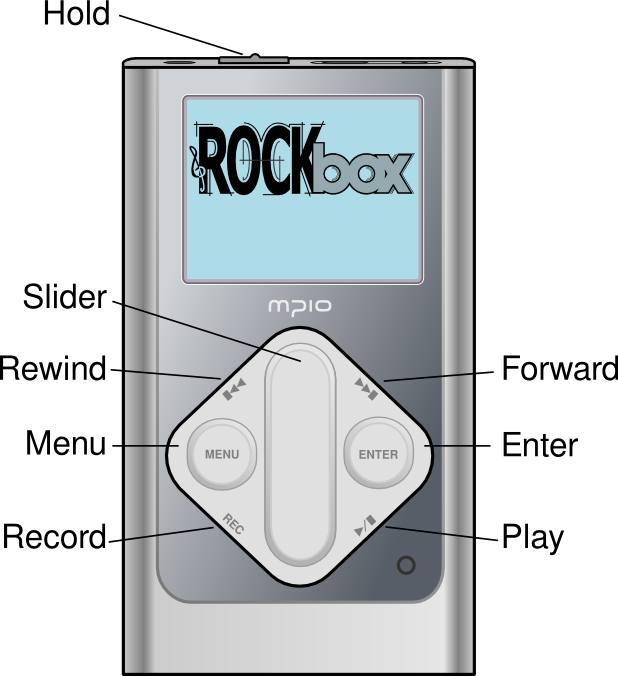 Hold
ROCKbox
mpio
Slider
Rewind
Forward
Menu
MENU
ENTER
Enter
Record
REC
Play